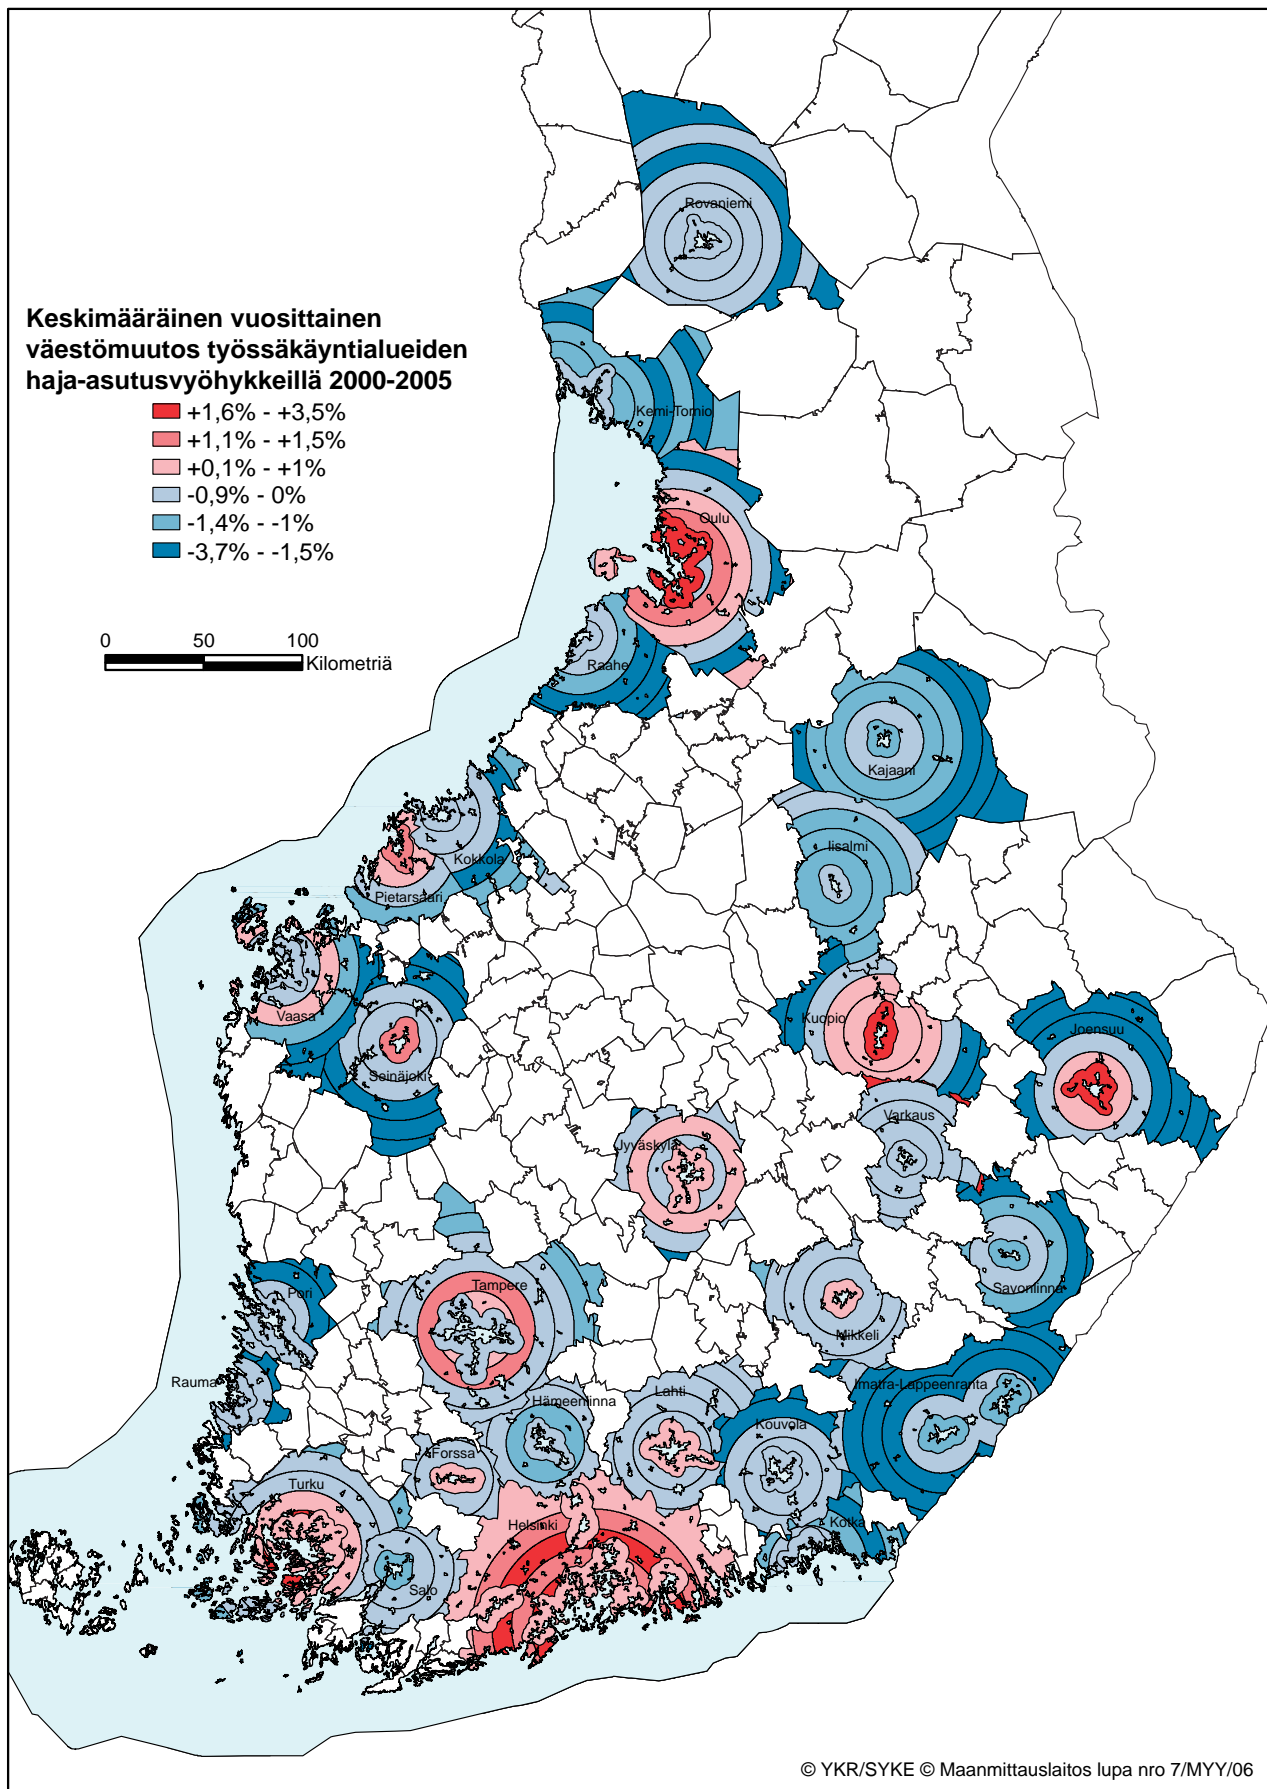 Rovaniemi
Keskimääräinen vuosittainen
väestömuutos työssäkäyntialueiden
haja-asutusvyöhykkeillä 2000-2005
+1,6% - +3,5%
+1,1% - +1,5%
+0,1% - +1%
-0,9% - 0%
-1,4% - -1%
-3,7% - -1,5%
Kemi-Tornio
Oulu
0 50 100
Kilometriä
Raahe
Kajaani
Iisalmi
Kokkola
Pietarsaari
Vaasa
Kuopio
Joensuu
Seinäjoki
Varkaus
Jyväskylä
Savonlinna
Tampere
Pori
Mikkeli
Rauma
Imatra-Lappeenranta
Lahti
Hämeenlinna
Kouvola
Forssa
Turku
Helsinki
Kotka
Salo
© YKR/SYKE © Maanmittauslaitos lupa nro 7/MYY/06